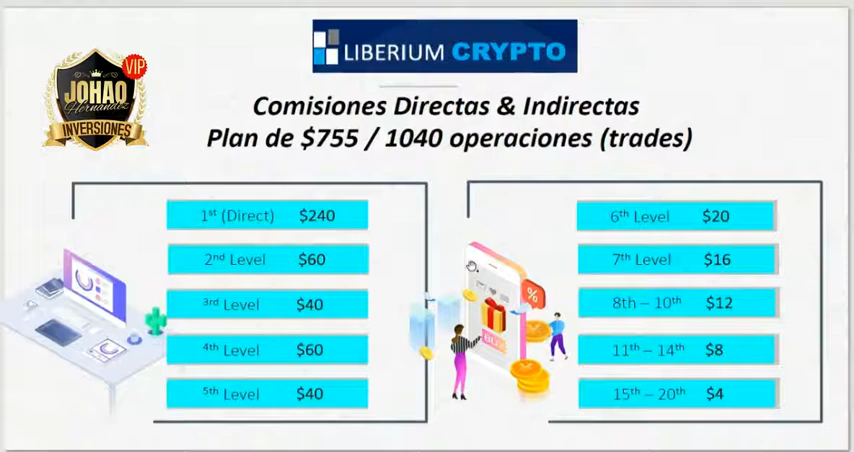 LIBERIUM CRYPTO
VIP
JOHAO
Hernandez
INVERSIONES
Comisiones Directas & Indirectas
Plan de $755 / 1040 operaciones (trades)
1st (Direct) $240
2nd Level $60
3rd Level $40
4th Level $60
5th Level $40
6th Level $20
7th Level $16
8th – 10th $12
11th – 14th $8
15th – 20th $4
%